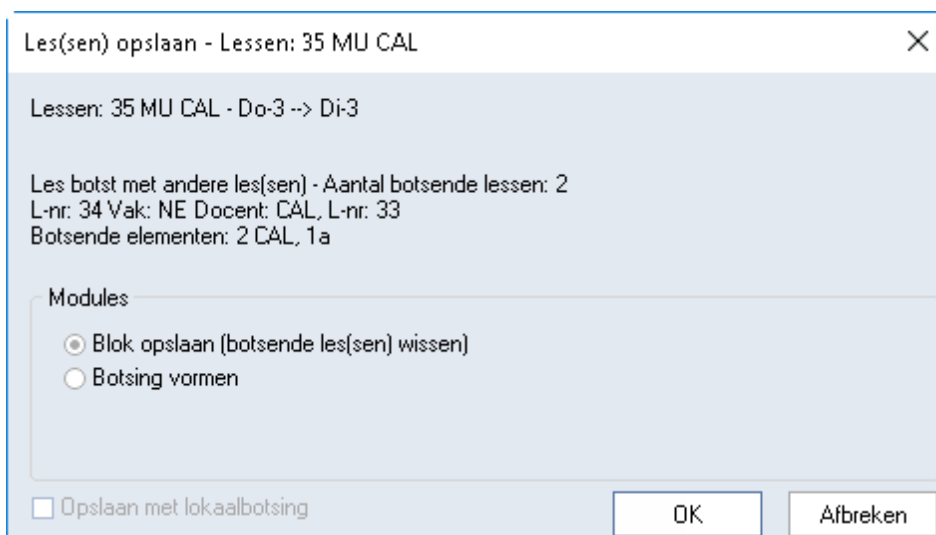 Les(sen) opslaan - Lessen: 35 MU CAL
Lessen: 35 MU CAL - Do-3 --> Di-3
Les botst met andere les(sen) - Aantal botsende lessen: 2
L-nr: 34 Vak: NE Docent: CAL, L-nr: 33
Botsende elementen: 2 CAL, 1a
Modules
Blok opslaan (botsende les(sen) wissen)
Botsing vormen
Opslaan met lokaalbotsing
OK
Afbreken